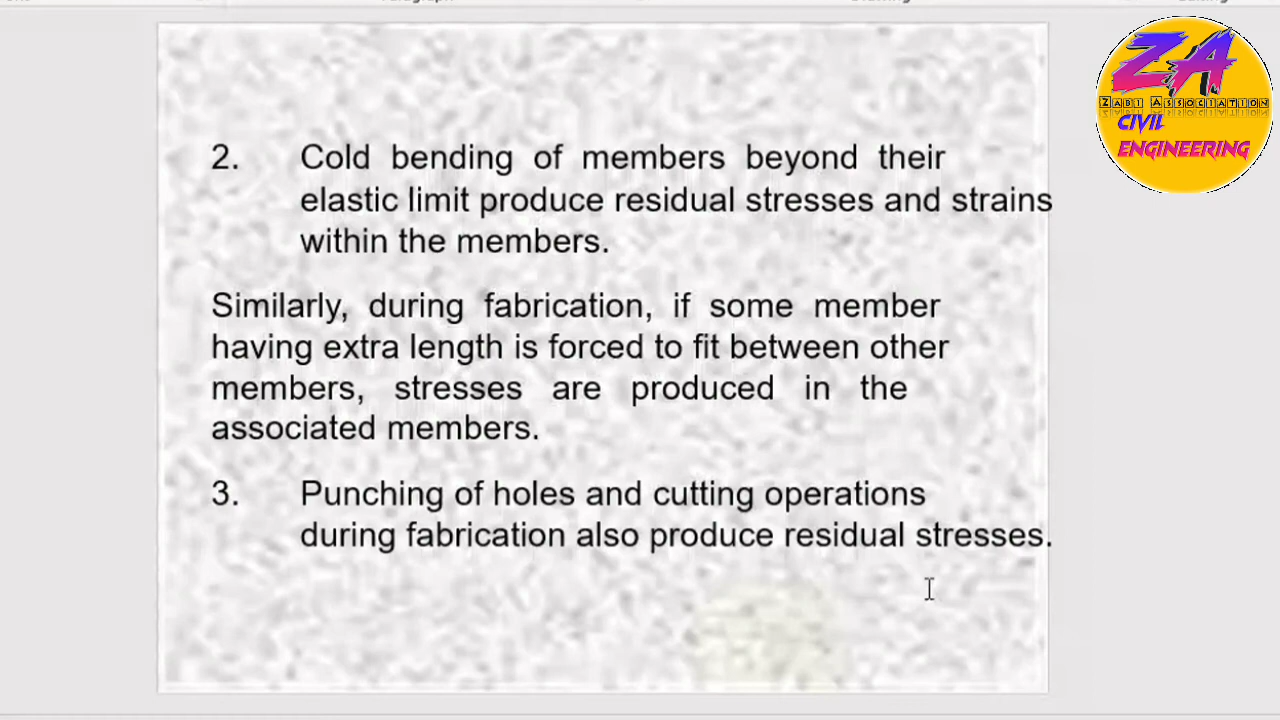 2. Cold bending of members beyond their
elastic limit produce residual stresses and strains
within the members.
Similarly, during fabrication, if some member
having extra length is forced to fit between other
members, stresses are produced in the
associated members.
3. Punching of holes and cutting operations
during fabrication also produce residual stresses.
ZA
ZABI ASSOCIATION
CIVIL
ENGINEERING